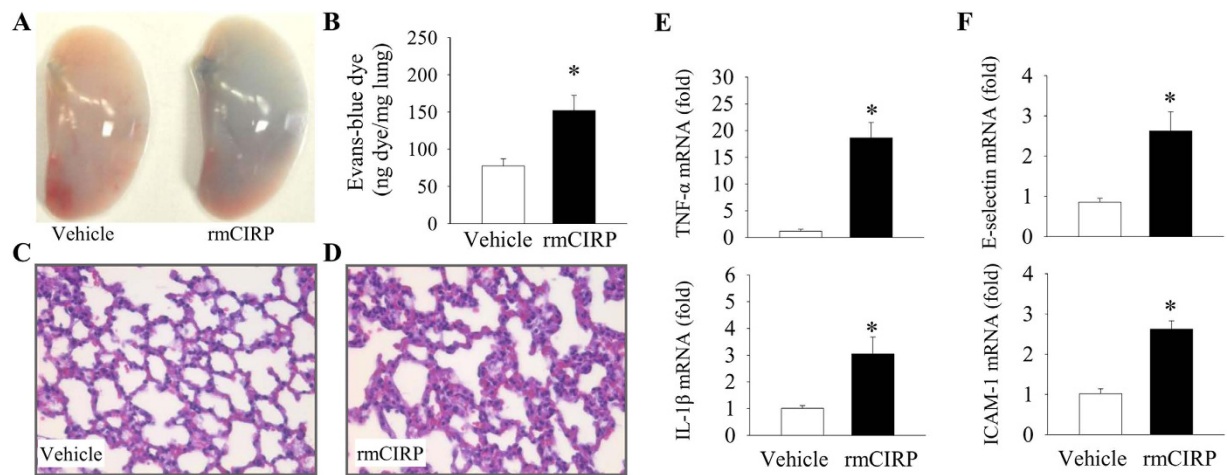 A
Vehicle rmCIRP
B
Evans-blue dye
(ng dye/mg lung)
250
200
150
100
50
0
*
Vehicle rmCIRP
C
Vehicle
D
rmCIRP
E
TNF-α mRNA (fold)
30
25
20
15
10
5
0
*
IL-1β mRNA (fold)
6
5
4
3
2
1
0
*
Vehicle rmCIRP
F
E-selectin mRNA (fold)
4
3
2
1
0
*
ICAM-1 mRNA (fold)
4
3
2
1
0
*
Vehicle rmCIRP